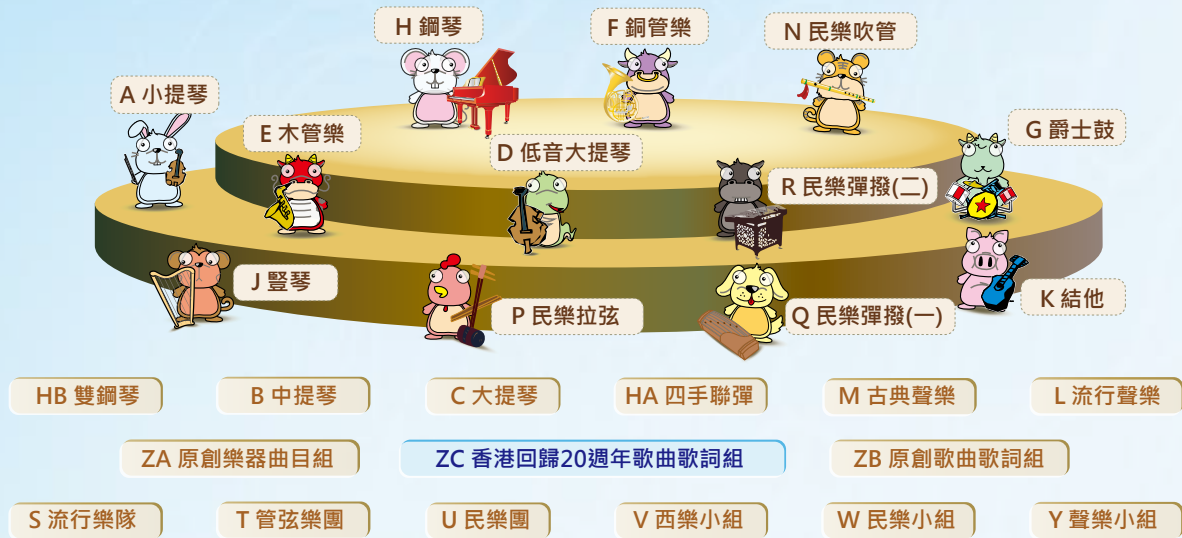 H 鋼琴
F 銅管樂
N 民樂吹管
A 小提琴
E 木管樂
D 低音大提琴
G 爵士鼓
R 民樂彈撥(二)
J 豎琴
P 民樂拉弦
Q 民樂彈撥(一)
K 結他
HB 雙鋼琴
B 中提琴
C 大提琴
HA 四手聯彈
M 古典聲樂
L 流行聲樂
ZA 原創樂器曲目組
ZC 香港回歸20週年歌曲歌詞組
ZB 原創歌曲歌詞組
S 流行樂隊
T 管弦樂團
U 民樂團
V 西樂小組
W 民樂小組
Y 聲樂小組